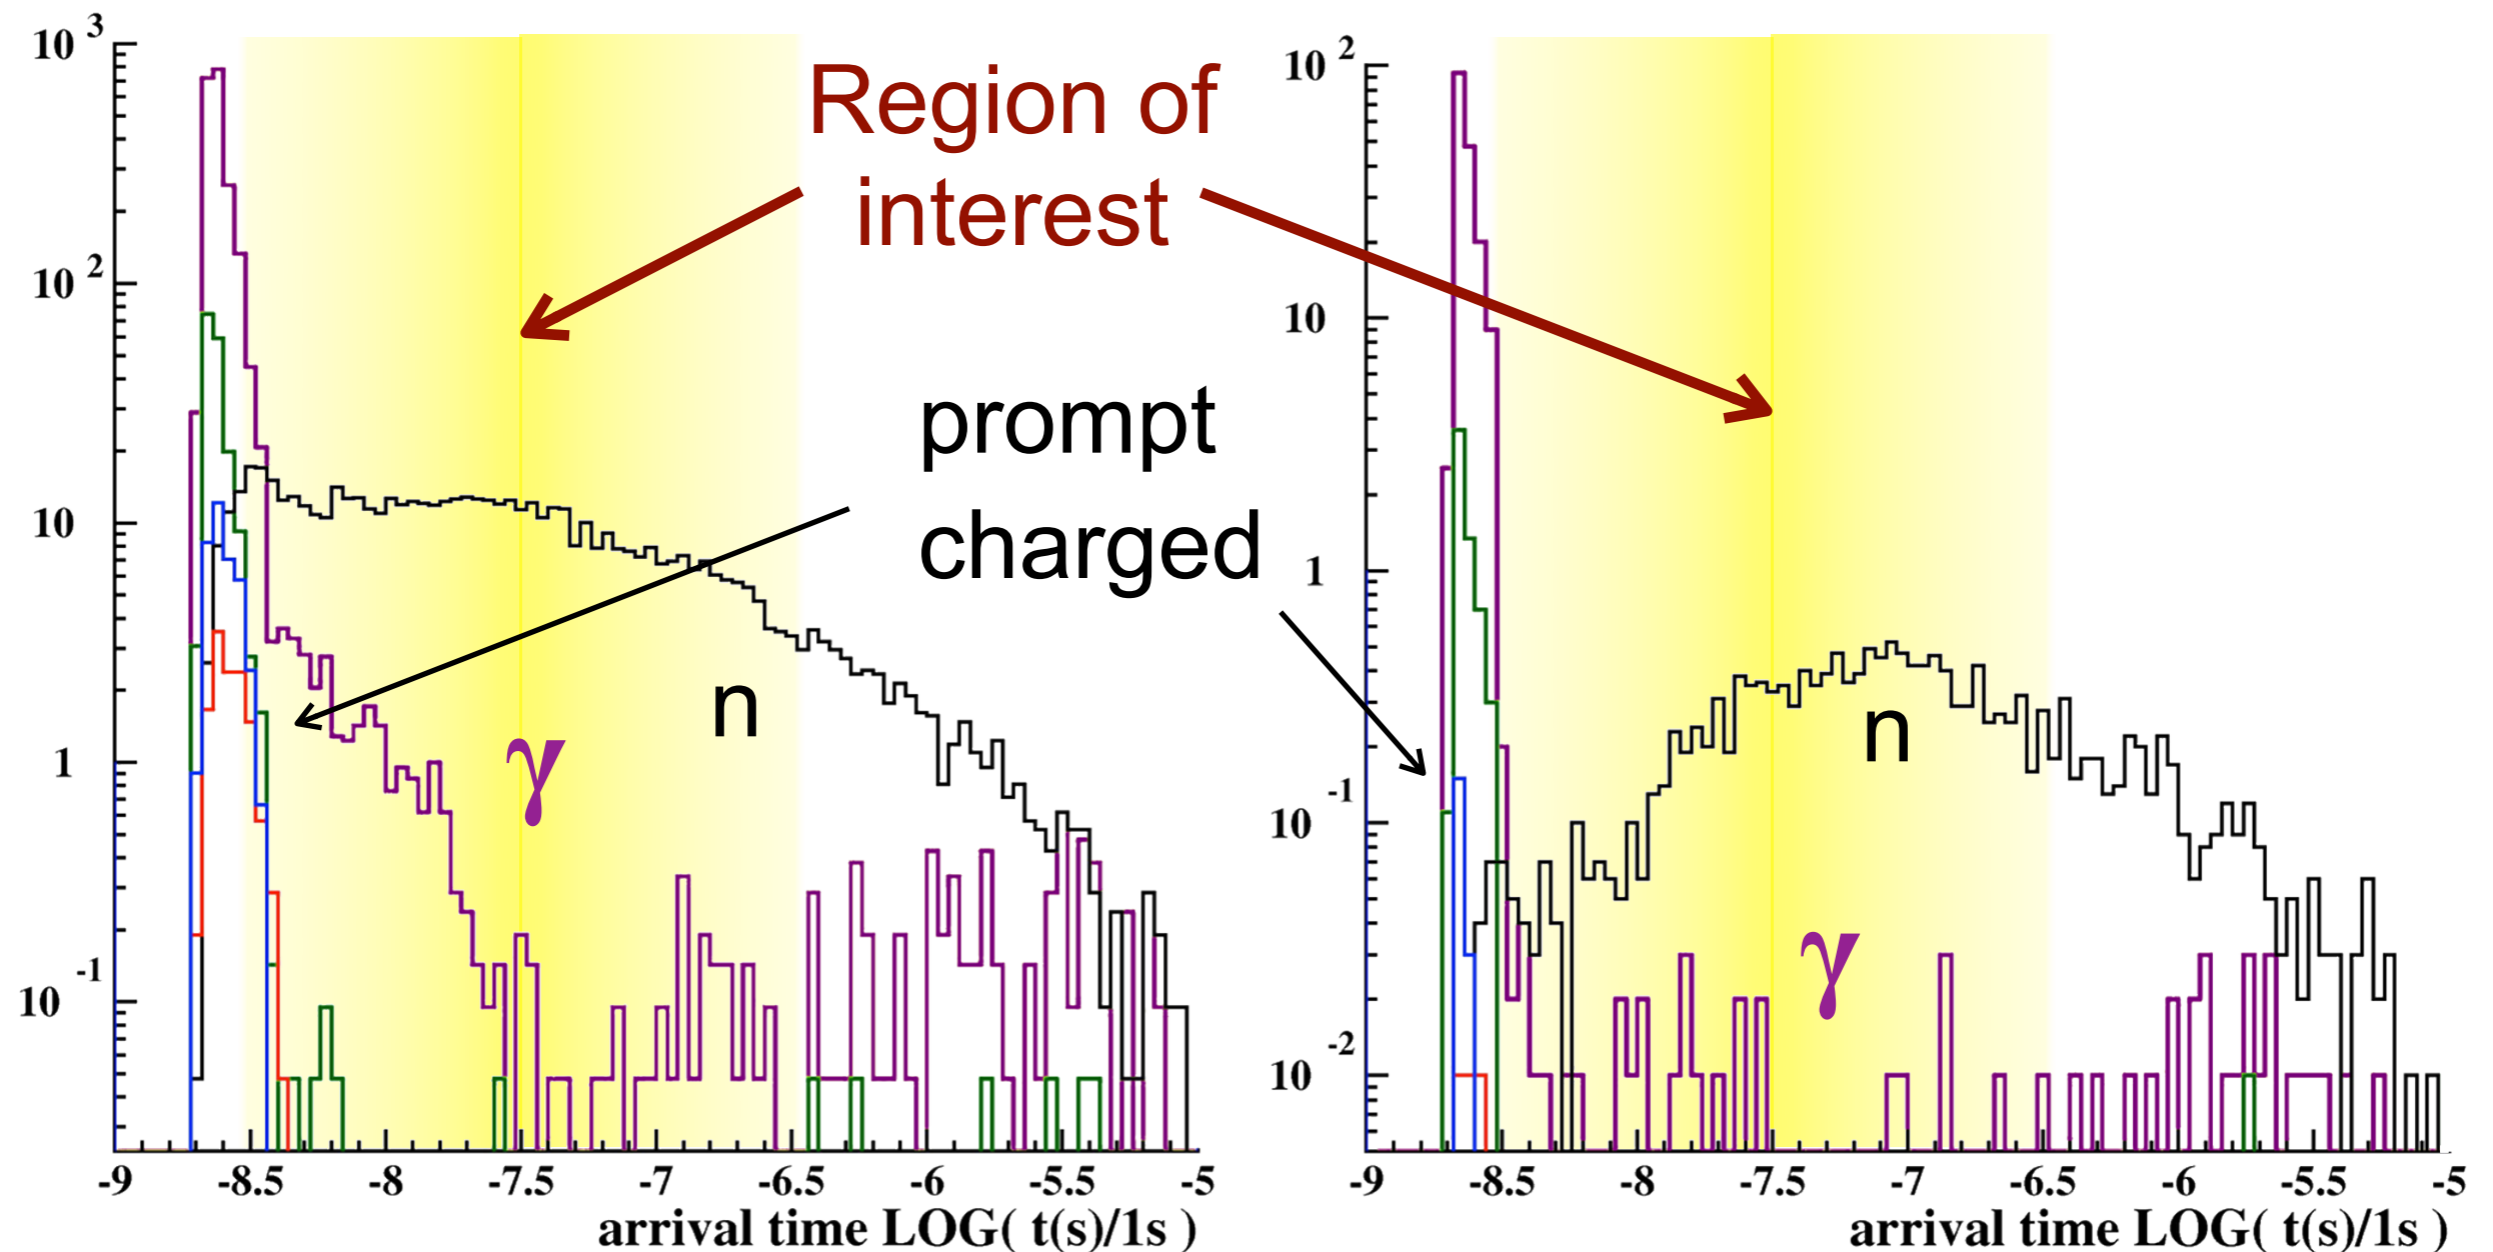 10 3
10 2
10
1
10 -1
-9 -8.5 -8 -7.5 -7 -6.5 -6 -5.5 -5
arrival time LOG( t(s)/1s )
Region of
interest
prompt
charged
n
γ
10 2
10
1
10 -1
10 -2
n
γ
-9 -8.5 -8 -7.5 -7 -6.5 -6 -5.5 -5
arrival time LOG( t(s)/1s )